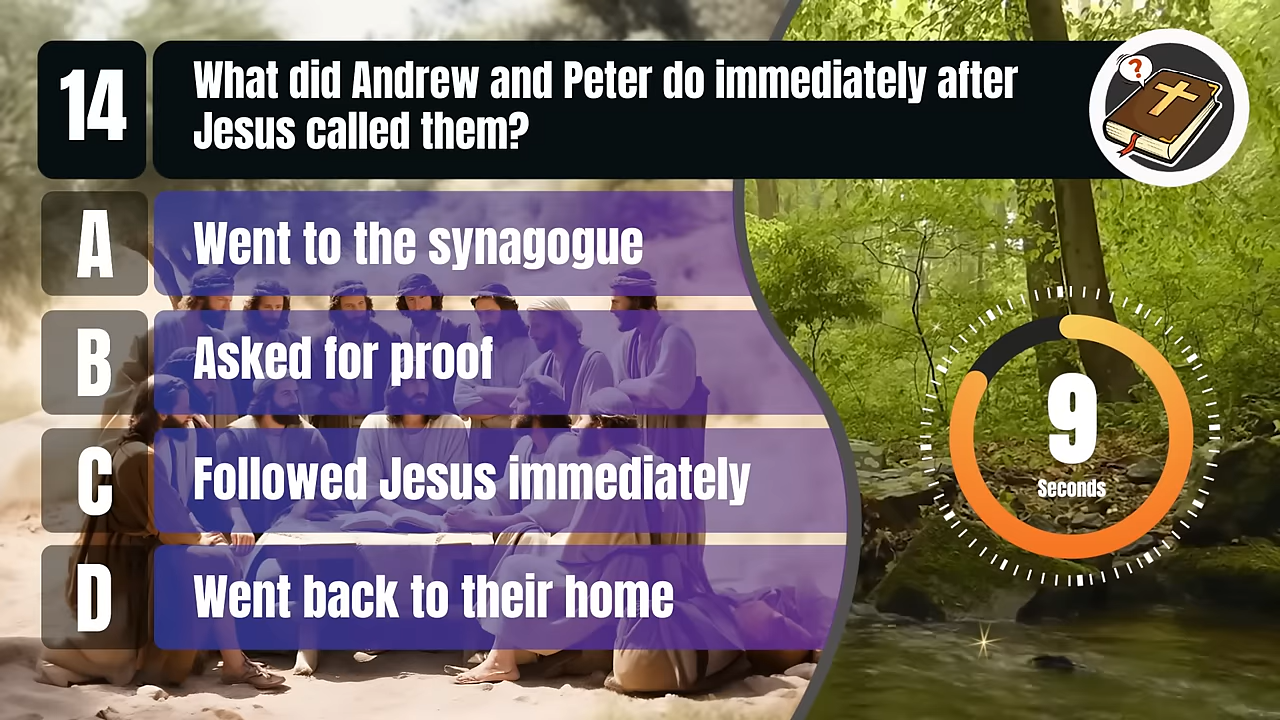 14
What did Andrew and Peter do immediately after
Jesus called them?
?
A
Went to the synagogue
B
Asked for proof
C
Followed Jesus immediately
D
Went back to their home
9
Seconds